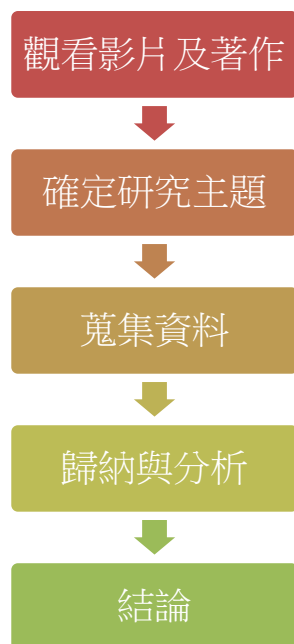 觀看影片及著作
確定研究主題
蒐集資料
歸納與分析
結論